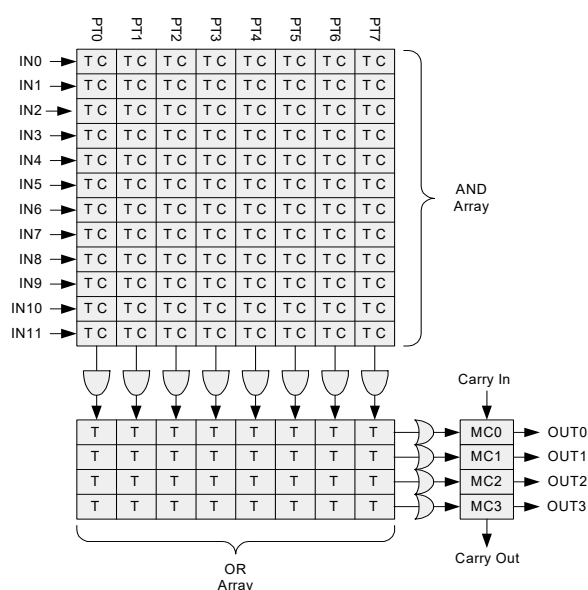 PT0 PT1 PT2 PT3 PT4 PT5 PT6 PT7
IN0 T C T C T C T C T C T C T C T C
IN1 T C T C T C T C T C T C T C T C
IN2 T C T C T C T C T C T C T C T C
IN3 T C T C T C T C T C T C T C T C
IN4 T C T C T C T C T C T C T C T C
IN5 T C T C T C T C T C T C T C T C
IN6 T C T C T C T C T C T C T C T C
IN7 T C T C T C T C T C T C T C T C
IN8 T C T C T C T C T C T C T C T C
IN9 T C T C T C T C T C T C T C T C
IN10 T C T C T C T C T C T C T C T C
IN11 T C T C T C T C T C T C T C T C
AND
Array
Carry In
T T T T T T T T MC0 OUT0
T T T T T T T T MC1 OUT1
T T T T T T T T MC2 OUT2
T T T T T T T T MC3 OUT3
Carry Out
OR
Array